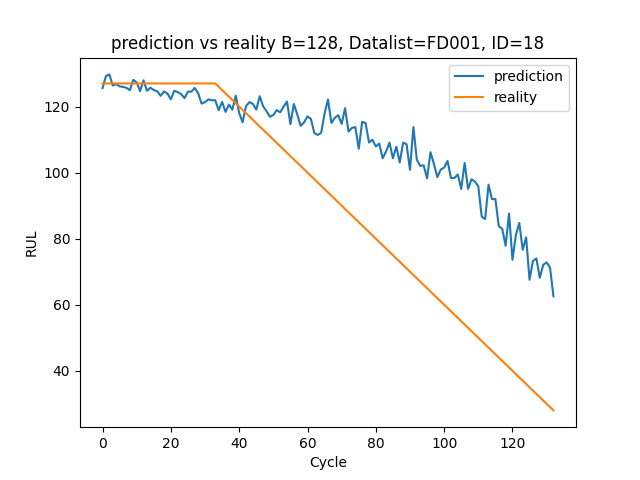 prediction vs reality B=128, Datalist=FD001, ID=18
prediction
reality
RUL
120
100
80
60
40
0 20 40 60 80 100 120
Cycle